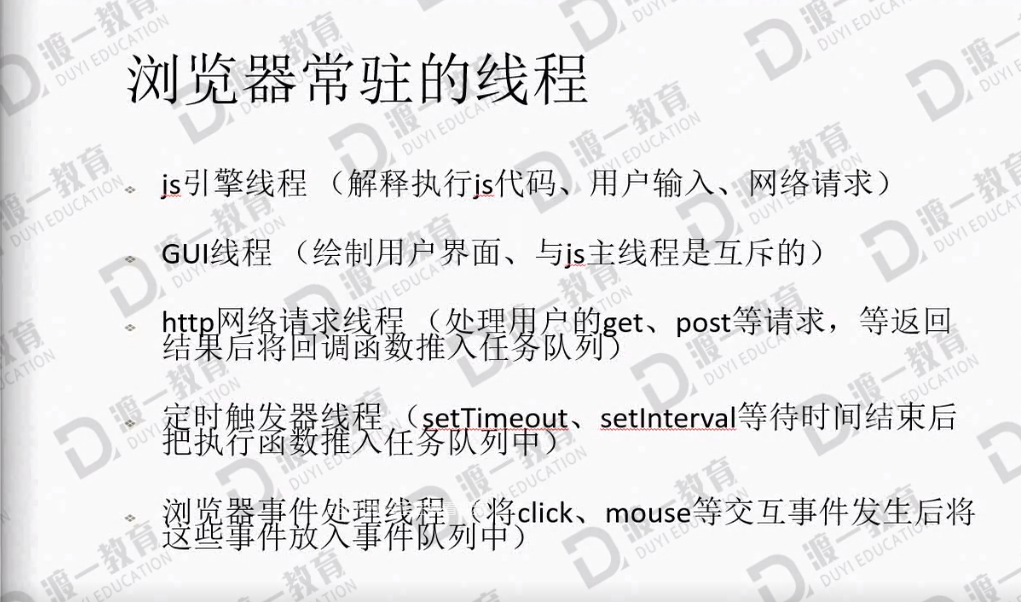 浏览器常驻的线程
js引擎线程 （解释执行js代码、用户输入、网络请求）
GUI线程 （绘制用户界面、与js主线程是互斥的）
http网络请求线程 （处理用户的get、post等请求，等返回
结果后将回调函数推入任务队列）
定时触发器线程 （setTimeout、setInterval等待时间结束后
把执行函数推入任务队列中）
浏览器事件处理线程 （将click、mouse等交互事件发生后将
这些事件放入事件队列中）
渡一教育
DUYI EDUCATION